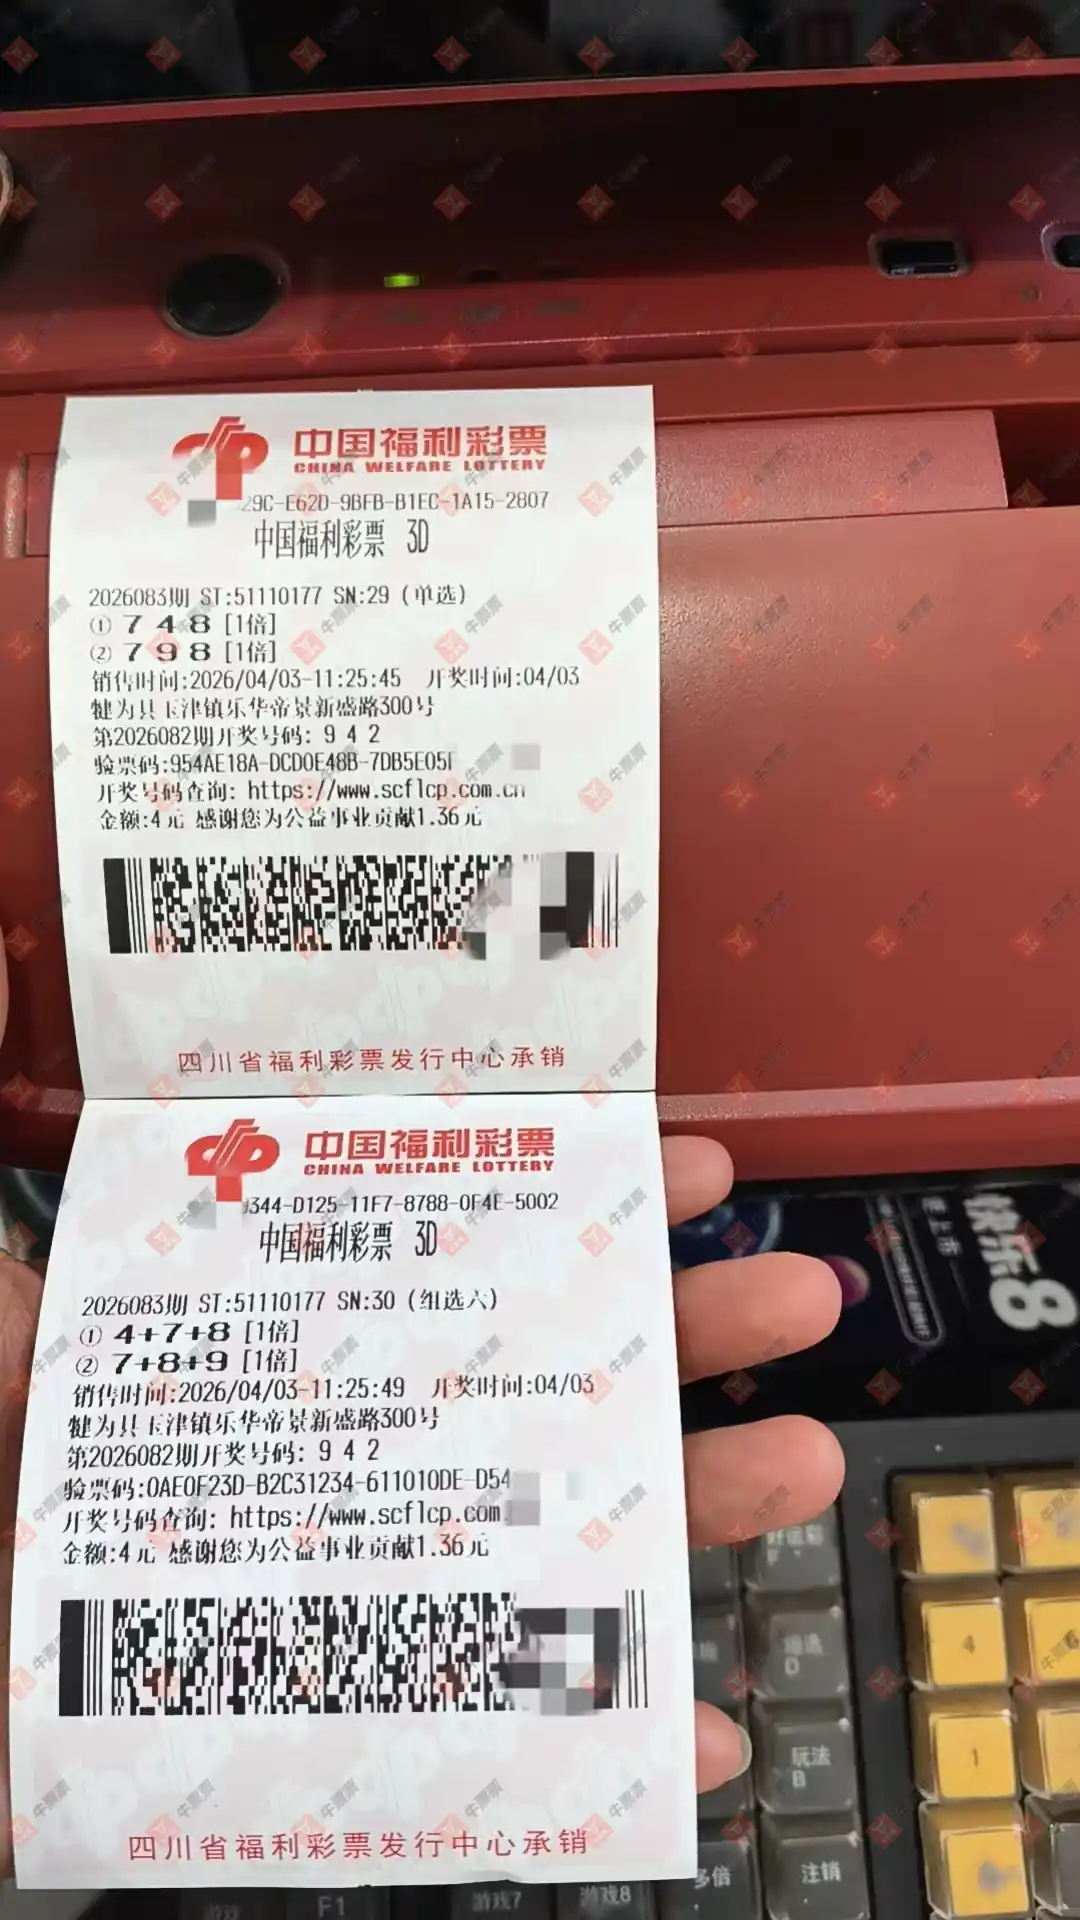 中国福利彩票
CHINA WELFARE LOTTERY
29C-E62D-9BFB-B1EC-1A15-2807
中国福利彩票 3D
2026083期 ST:51110177 SN:29 (单选)
① 7 4 8 [1倍]
② 7 9 8 [1倍]
销售时间:2026/04/03-11:25:45 开奖时间:04/03
犍为县玉津镇乐华帝景新盛路300号
第2026082期开奖号码: 9 4 2
验票码:954AE18A-DCD0E48B-7DB5E05
开奖号码查询: https://www.scflcp.com.cn
金额:4元 感谢您为公益事业贡献1.36元
四川省福利彩票发行中心承销
中国福利彩票
CHINA WELFARE LOTTERY
344-D125-11F7-8788-0F4E-5002
中国福利彩票 3D
2026083期 ST:51110177 SN:30 (组选六)
① 4+7+8 [1倍]
② 7+8+9 [1倍]
销售时间:2026/04/03-11:25:49 开奖时间:04/03
犍为县玉津镇乐华帝景新盛路300号
第2026082期开奖号码: 9 4 2
验票码:0AE0F23D-B2C31234-611010DE-D54
开奖号码查询: https://www.scflcp.com.
金额:4元 感谢您为公益事业贡献1.36元
四川省福利彩票发行中心承销
快乐8
4
1
玩法
B
多倍
注销
F1
游戏7
游戏8
牛票票